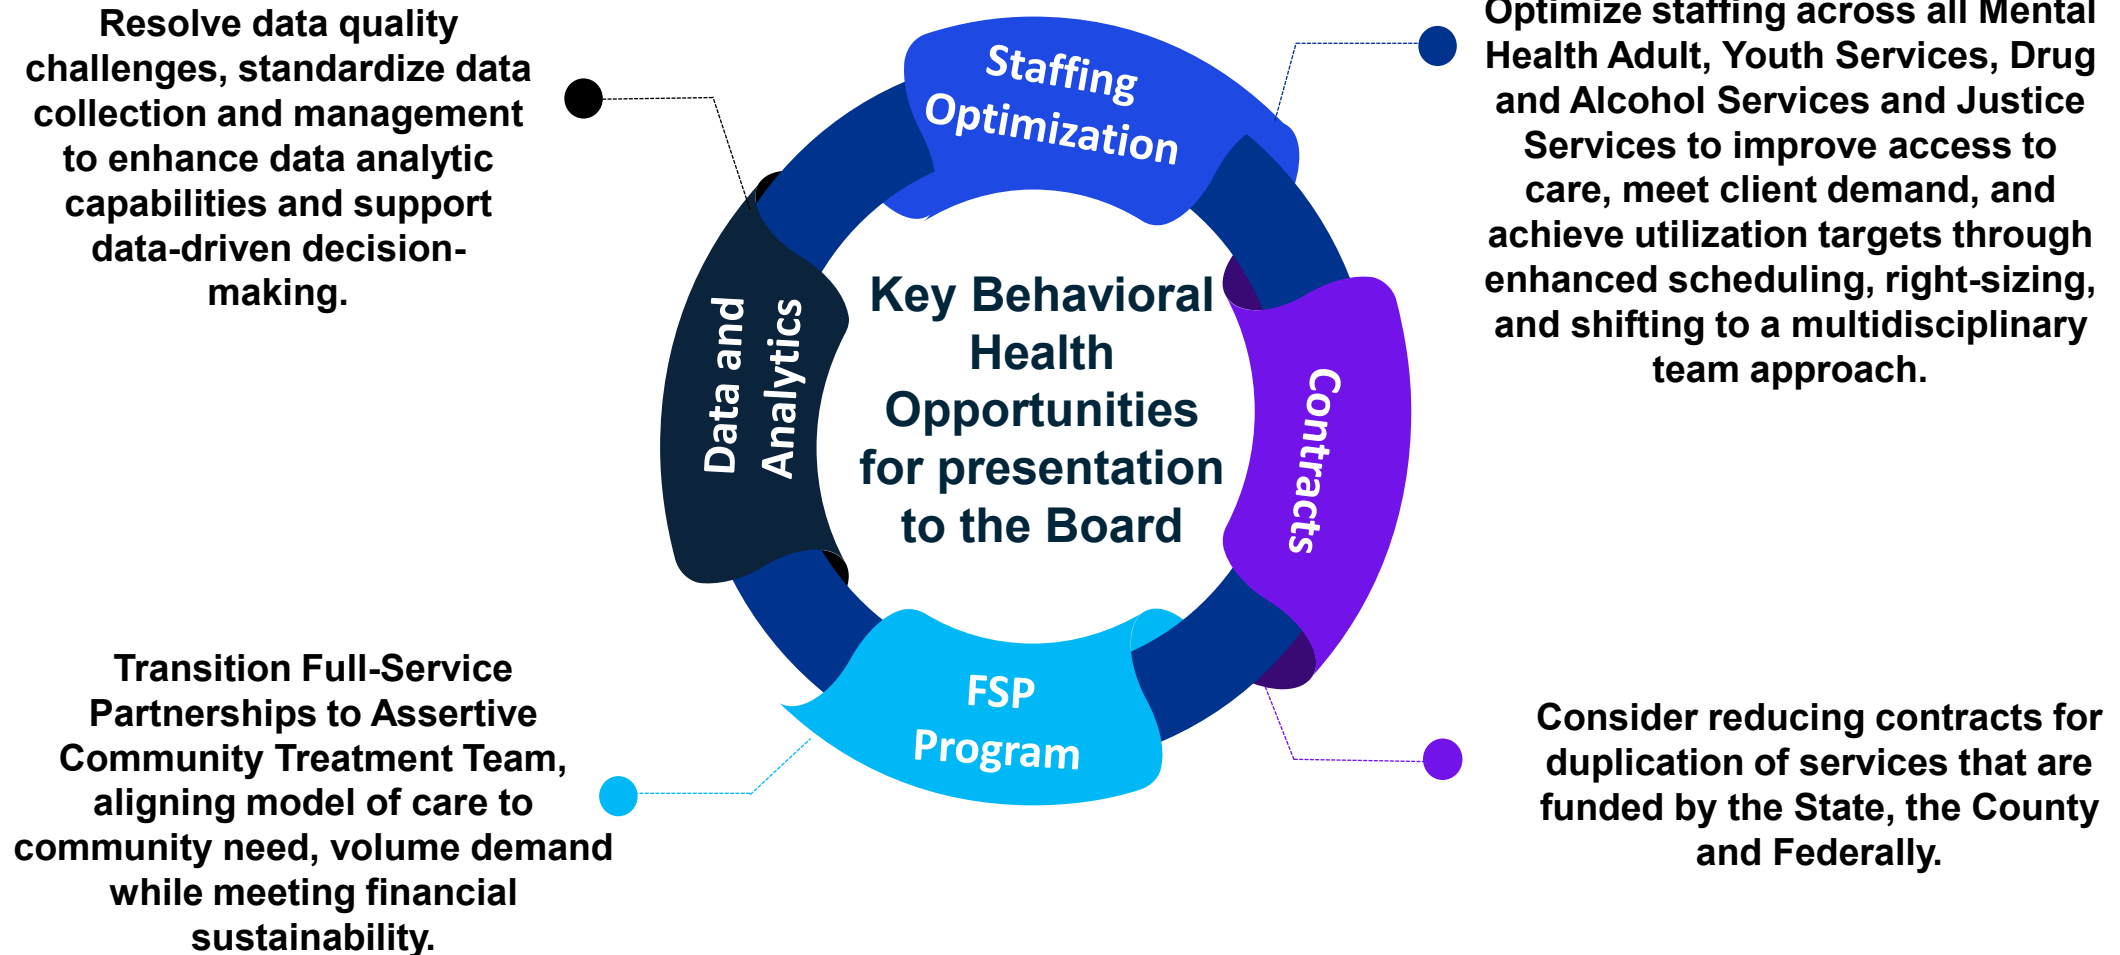 Resolve data quality
challenges, standardize data
collection and management
to enhance data analytic
capabilities and support
data-driven decision-
making.
Staffing
Optimization
Optimize staffing across all Mental
Health Adult, Youth Services, Drug
and Alcohol Services and Justice
Services to improve access to
care, meet client demand, and
achieve utilization targets through
enhanced scheduling, right-sizing,
and shifting to a multidisciplinary
team approach.
Data and
Analytics
Key Behavioral
Health
Opportunities
for presentation
to the Board
Contracts
Transition Full-Service
Partnerships to Assertive
Community Treatment Team,
aligning model of care to
community need, volume demand
while meeting financial
sustainability.
FSP
Program
Consider reducing contracts for
duplication of services that are
funded by the State, the County
and Federally.